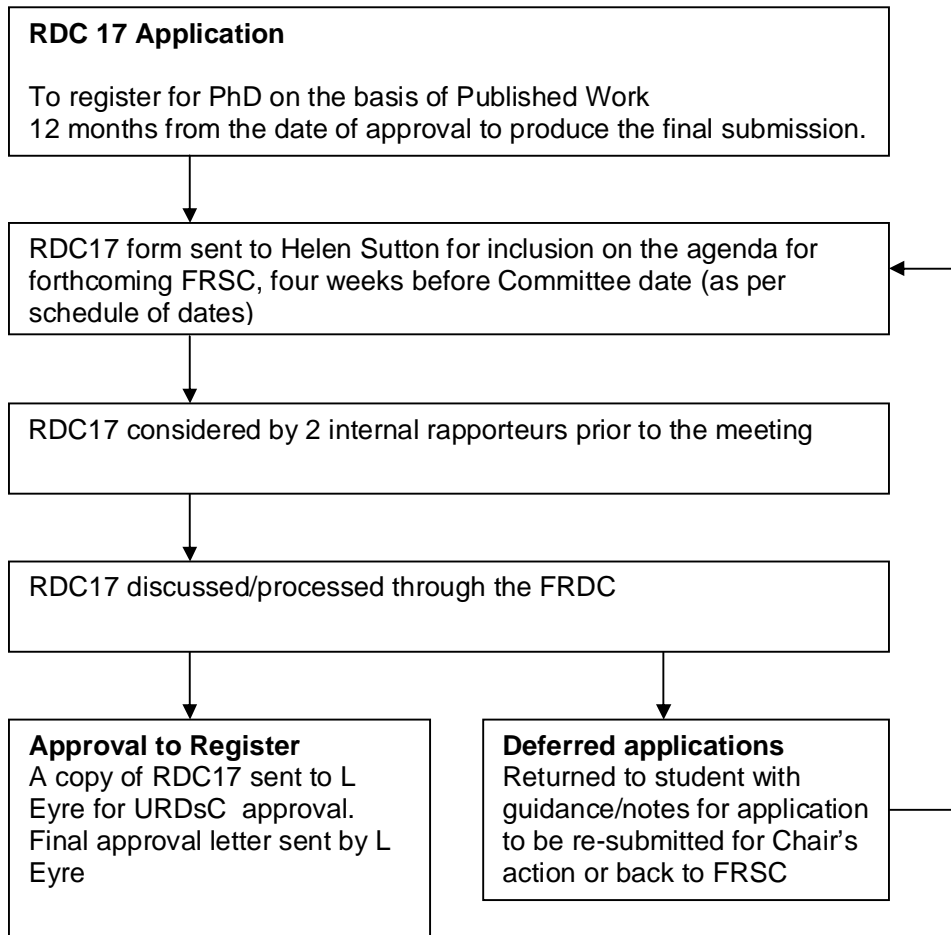 RDC 17 Application
To register for PhD on the basis of Published Work
12 months from the date of approval to produce the final submission.
RDC17 form sent to Helen Sutton for inclusion on the agenda for
forthcoming FRSC, four weeks before Committee date (as per
schedule of dates)
RDC17 considered by 2 internal rapporteurs prior to the meeting
RDC17 discussed/processed through the FRDC
Approval to Register
A copy of RDC17 sent to L
Eyre for URDsC  approval.
Final approval letter sent by L
Eyre
Deferred applications
Returned to student with
guidance/notes for application
to be re-submitted for Chair's
action or back to FRSC